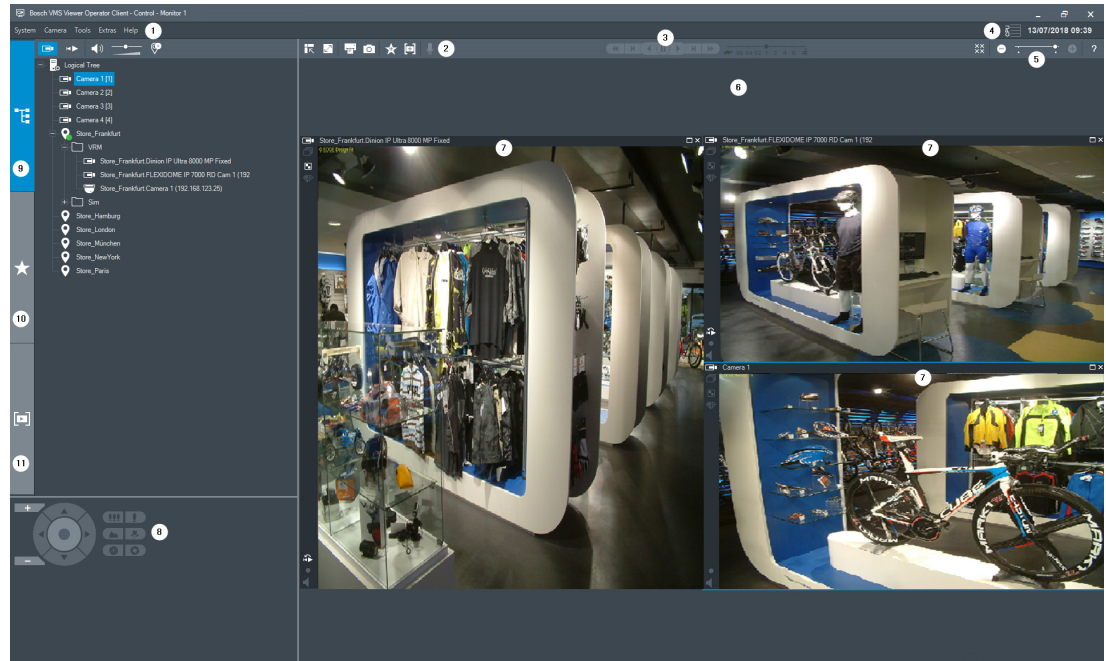 Bosch VMS Viewer Operator Client - Control - Monitor 1
System Camera Tools Extras Help
1
2
3
4
13/07/2018 09:39
5
?
6
Logical Tree
Camera 1 [1]
Camera 2 [2]
Camera 3 [3]
Camera 4 [4]
Store_Frankfurt
VRM
Store_Frankfurt.Dinion IP Ultra 8000 MP Fixed
Store_Frankfurt.FLEXIDOME IP 7000 RD Cam 1 (192
Store_Frankfurt.Camera 1 (192.168.123.25)
Sim
Store_Hamburg
Store_London
Store_München
Store_NewYork
Store_Paris
9
10
11
8
Store_Frankfurt.Dinion IP Ultra 8000 MP Fixed
7
Store_Frankfurt.FLEXIDOME IP 7000 RD Cam 1 (192
7
Camera 1
7
CUBE